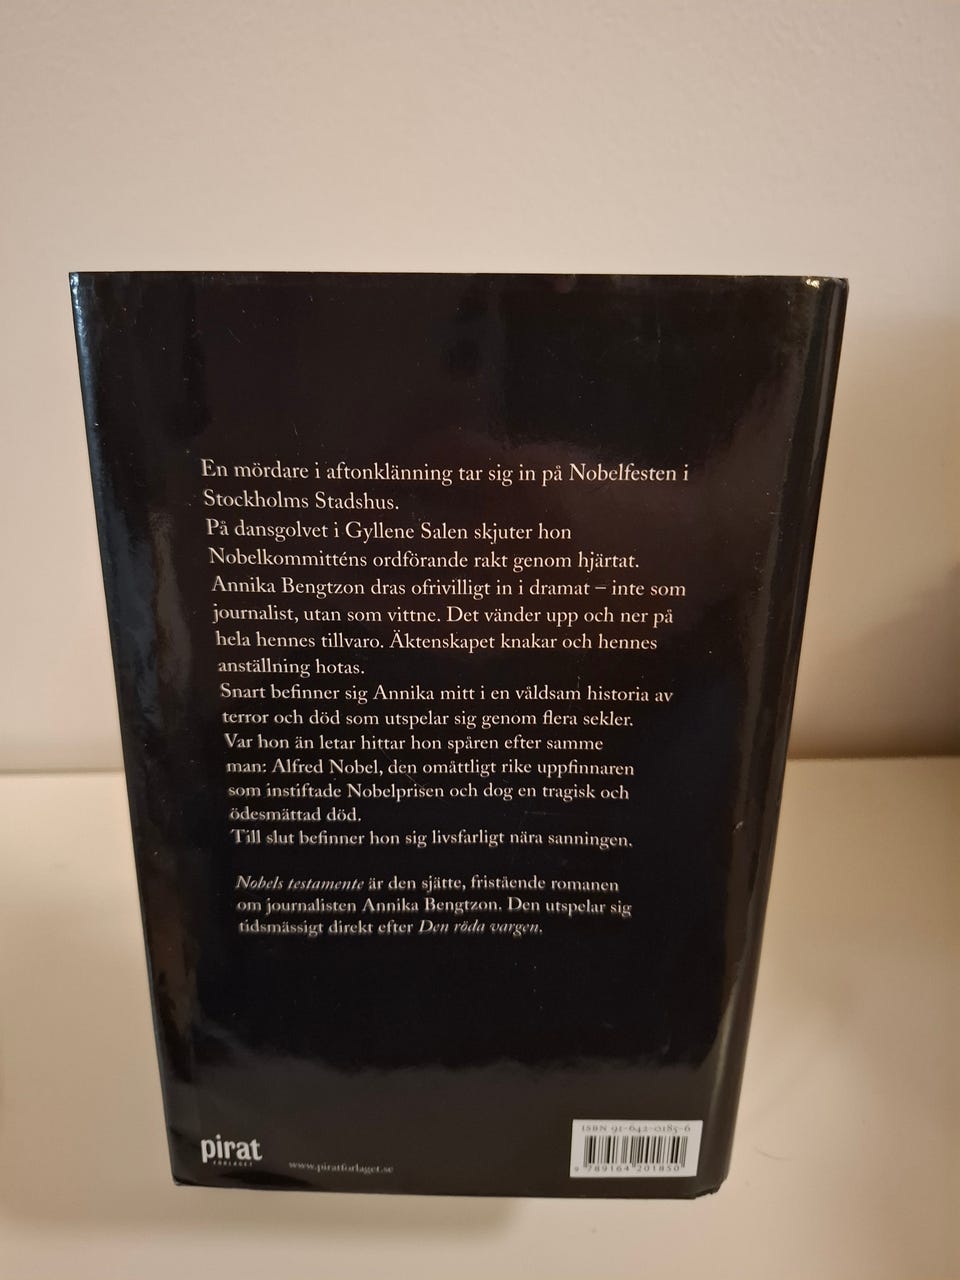 En mördare i aftonklänning tar sig in på Nobelfesten i
Stockholms Stadshus.
På dansgolvet i Gyllene Salen skjuter hon
Nobelkommitténs ordförande rakt genom hjärtat.
Annika Bengtzon dras ofrivilligt in i dramat – inte som
journalist, utan som vittne. Det vänder upp och ner på
hela hennes tillvaro. Äktenskapet knakar och hennes
anställning hotas.
Snart befinner sig Annika mitt i en våldsam historia av
terror och död som utspelar sig genom flera sekler.
Var hon än letar hittar hon spåren efter samme
man: Alfred Nobel, den omåttligt rike uppfinnaren
som instiftade Nobelprisen och dog en tragisk och
ödesmättad död.
Till slut befinner hon sig livsfarligt nära sanningen.
Nobels testamente är den sjätte, fristående romanen
om journalisten Annika Bengtzon. Den utspelar sig
tidsmässigt direkt efter Den röda vargen.
pirat
FÖRLAGET
www.piratforlaget.se
ISBN 91-642-0185-6
9 789164 201850